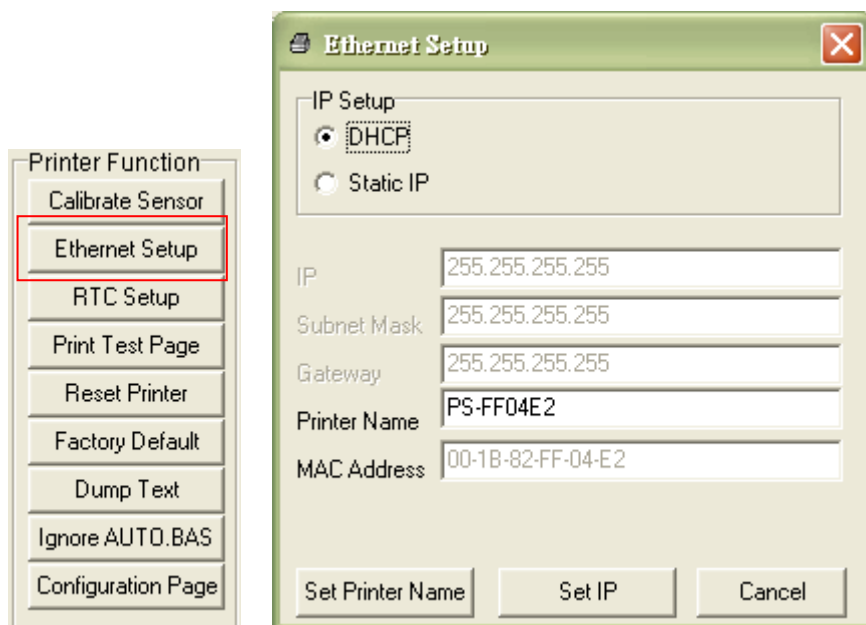 Printer Function
Calibrate Sensor
Ethernet Setup
RTC Setup
Print Test Page
Reset Printer
Factory Default
Dump Text
Ignore AUTO.BAS
Configuration Page
Ethernet Setup
IP Setup
DHCP
Static IP
IP 255.255.255.255
Subnet Mask 255.255.255.255
Gateway 255.255.255.255
Printer Name PS-FF04E2
MAC Address 00-1B-82-FF-04-E2
Set Printer Name Set IP Cancel